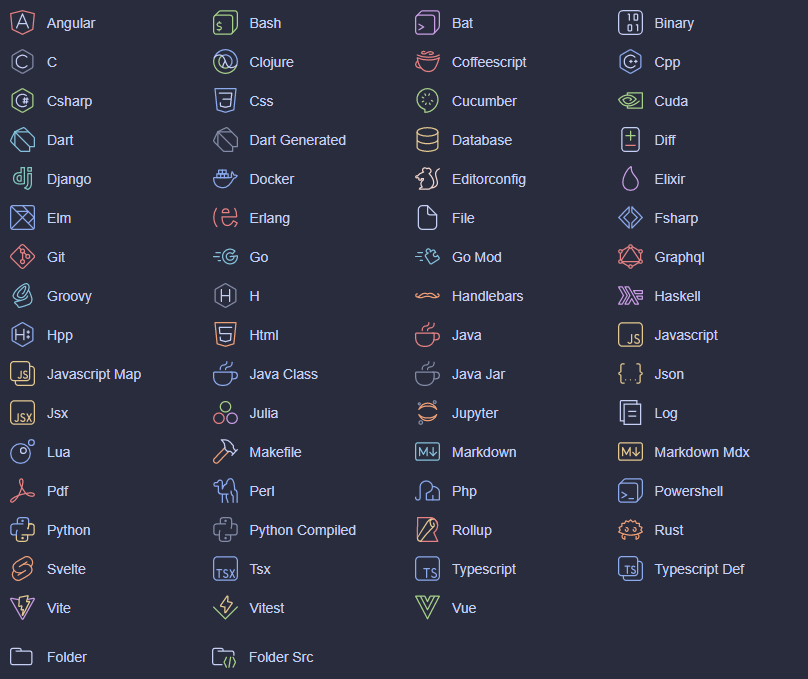 Angular Bash Bat Binary
C Clojure Coffeescript Cpp
Csharp Css Cucumber Cuda
Dart Dart Generated Database Diff
Django Docker Editorconfig Elixir
Elm Erlang File Fsharp
Git Go Go Mod Graphql
Groovy H Handlebars Haskell
Hpp Html Java Javascript
Javascript Map Java Class Java Jar Json
Jsx Julia Jupyter Log
Lua Makefile Markdown Markdown Mdx
Pdf Perl Php Powershell
Python Python Compiled Rollup Rust
Svelte Tsx Typescript Typescript Def
Vite Vitest Vue
Folder Folder Src